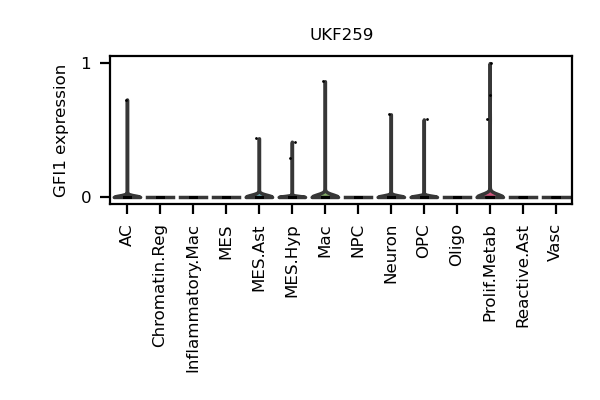 UKF259
GFI1 expression
1
0
AC
Chromatin.Reg
Inflammatory.Mac
MES
MES.Ast
MES.Hyp
Mac
NPC
Neuron
OPC
Oligo
Prolif.Metab
Reactive.Ast
Vasc